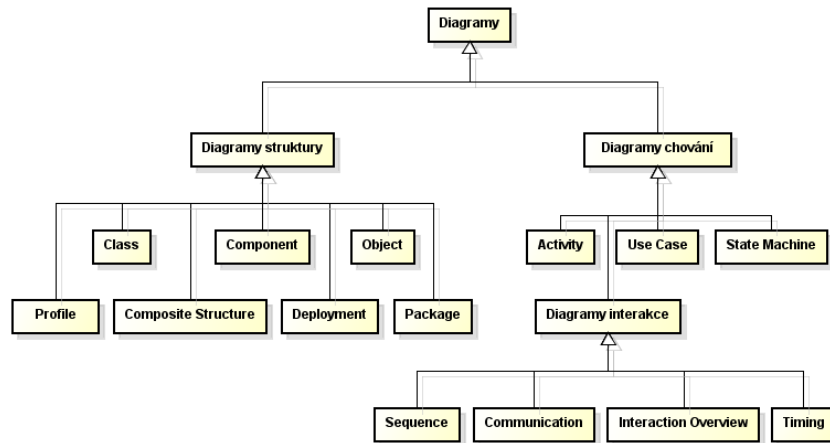 Diagramy
Diagramy struktury
Diagramy chování
Class
Component
Object
Activity
Use Case
State Machine
Profile
Composite Structure
Deployment
Package
Diagramy interakce
Sequence
Communication
Interaction Overview
Timing